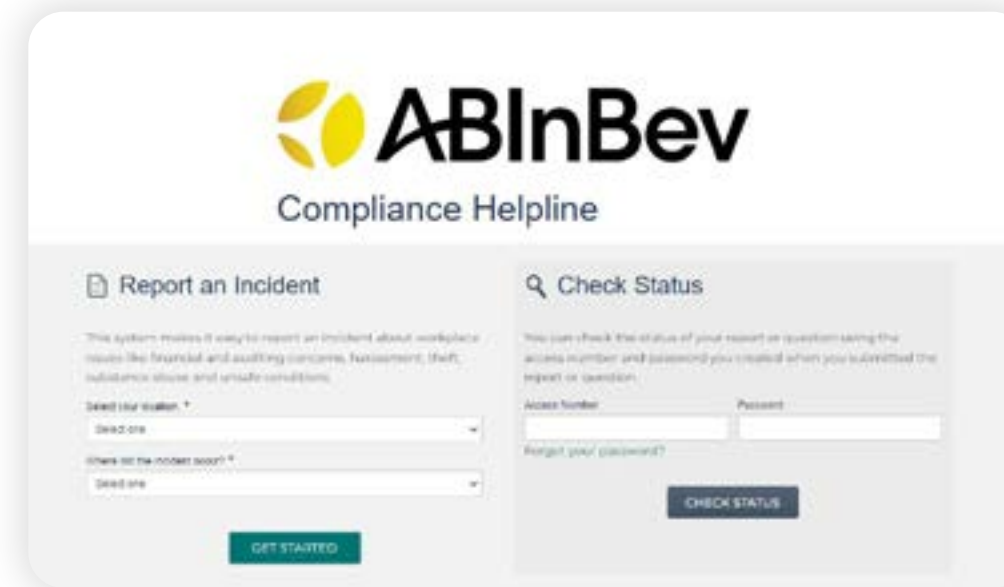 ABInBev
Compliance Helpline
Report an Incident
This system makes it easy to report an incident about workplace
issues like financial and auditing concerns, harassment, theft,
substance abuse and unsafe conditions.
Select your location *
Select one
Where did the incident occur? *
Select one
GET STARTED
Check Status
You can check the status of your report or question using the
access number and password you created when you submitted the
report or question.
Access Number
Password
Forgot your password?
CHECK STATUS